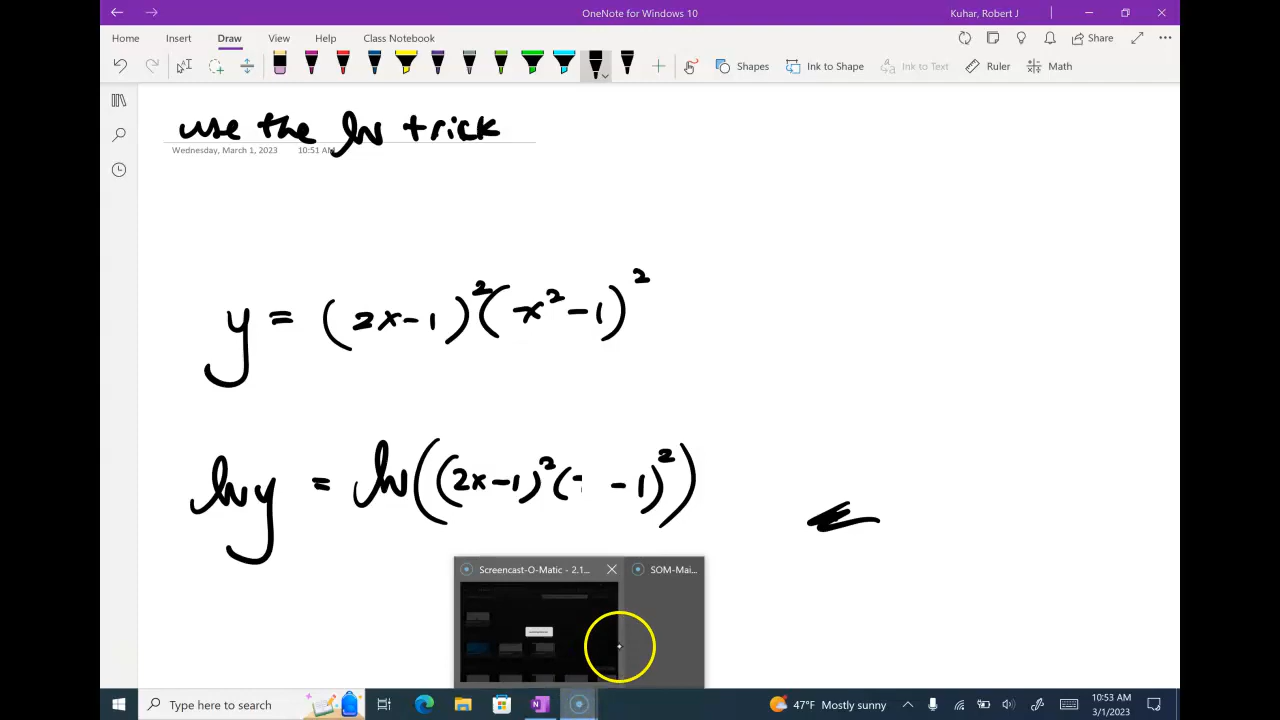 OneNote for Windows 10
Kuhar, Robert J
Home Insert Draw View Help Class Notebook
Share
Shapes Ink to Shape Ink to Text Ruler Math
use the ln trick
Wednesday, March 1, 2023 10:51 AM
y = (2x-1)²(x²-1)²
ln y = ln((2x-1)²( -1)²)
Screencast-O-Matic - 2.1... SOM-Mai...
Type here to search
47°F Mostly sunny
10:53 AM
3/1/2023